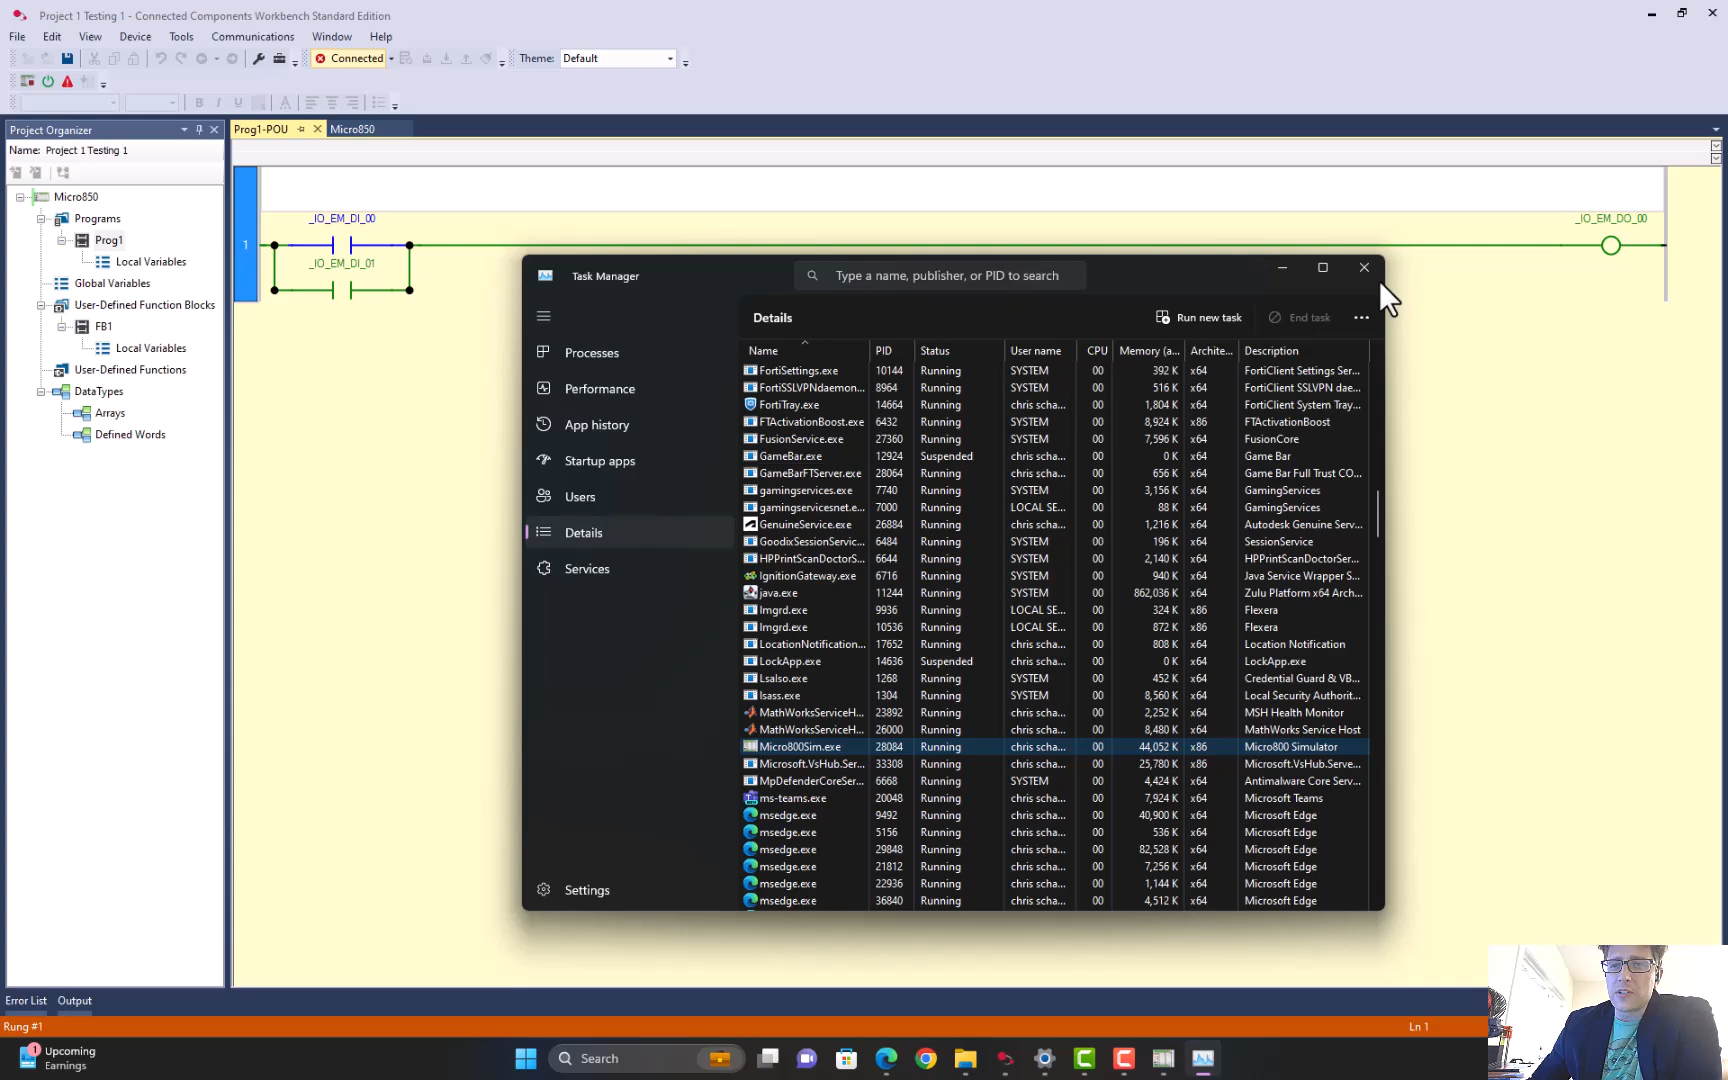 Project 1 Testing 1 - Connected Components Workbench Standard Edition
File Edit View Device Tools Communications Window Help
Connected Theme: Default
B I U A
Project Organizer
Prog1-POU Micro850
Name: Project 1 Testing 1
Micro850
Programs
Prog1
Local Variables
Global Variables
User-Defined Function Blocks
FB1
Local Variables
User-Defined Functions
DataTypes
Arrays
Defined Words
_IO_EM_DI_00 _IO_EM_DO_00
1
_IO_EM_DI_01
Task Manager Type a name, publisher, or PID to search
Processes
Performance
App history
Startup apps
Users
Details
Services
Settings
Details Run new task End task
Name PID Status User name CPU Memory (a... Archite... Description
FortiSettings.exe 10144 Running SYSTEM 00 392 K x64 FortiClient Settings Ser...
FortiSSLVPNdaemon... 8964 Running SYSTEM 00 516 K x64 FortiClient SSLVPN dae...
FortiTray.exe 14664 Running chris scha... 00 1,804 K x64 FortiClient System Tray...
FTActivationBoost.exe 6432 Running SYSTEM 00 8,924 K x86 FTActivationBoost
FusionService.exe 27360 Running SYSTEM 00 7,596 K x64 FusionCore
GameBar.exe 12924 Suspended chris scha... 00 0 K x64 Game Bar
GameBarFTServer.exe 28064 Running chris scha... 00 656 K x64 Game Bar Full Trust CO...
gamingservices.exe 7740 Running SYSTEM 00 3,156 K x64 GamingServices
gamingservicesnet.e... 7000 Running LOCAL SE... 00 88 K x64 GamingServices
GenuineService.exe 26884 Running chris scha... 00 1,216 K x64 Autodesk Genuine Serv...
GoodixSessionServic... 6484 Running SYSTEM 00 196 K x64 SessionService
HPPrintScanDoctorS... 6644 Running SYSTEM 00 2,140 K x64 HPPrintScanDoctorSer...
IgnitionGateway.exe 6716 Running SYSTEM 00 940 K x64 Java Service Wrapper S...
java.exe 11244 Running SYSTEM 00 862,036 K x64 Zulu Platform x64 Arch...
lmgrd.exe 9936 Running LOCAL SE... 00 324 K x86 Flexera
lmgrd.exe 10536 Running LOCAL SE... 00 872 K x86 Flexera
LocationNotification... 17652 Running chris scha... 00 808 K x64 Location Notification
LockApp.exe 14636 Suspended chris scha... 00 0 K x64 LockApp.exe
LsaIso.exe 1268 Running SYSTEM 00 452 K x64 Credential Guard & VB...
lsass.exe 1304 Running SYSTEM 00 8,560 K x64 Local Security Authorit...
MathWorksServiceH... 23892 Running chris scha... 00 2,252 K x64 MSH Health Monitor
MathWorksServiceH... 26000 Running chris scha... 00 8,480 K x64 MathWorks Service Host
Micro800Sim.exe 28084 Running chris scha... 00 44,052 K x86 Micro800 Simulator
Microsoft.VsHub.Ser... 33308 Running chris scha... 00 25,780 K x86 Microsoft.VsHub.Serve...
MpDefenderCoreSer... 6668 Running SYSTEM 00 4,424 K x64 Antimalware Core Serv...
ms-teams.exe 20048 Running chris scha... 00 7,924 K x64 Microsoft Teams
msedge.exe 9492 Running chris scha... 00 40,900 K x64 Microsoft Edge
msedge.exe 5156 Running chris scha... 00 536 K x64 Microsoft Edge
msedge.exe 29848 Running chris scha... 00 82,528 K x64 Microsoft Edge
msedge.exe 21812 Running chris scha... 00 7,256 K x64 Microsoft Edge
msedge.exe 22936 Running chris scha... 00 1,144 K x64 Microsoft Edge
msedge.exe 36840 Running chris scha... 00 4,512 K x64 Microsoft Edge
Error List Output
Rung #1 Ln 1
1 Upcoming
Earnings
Search